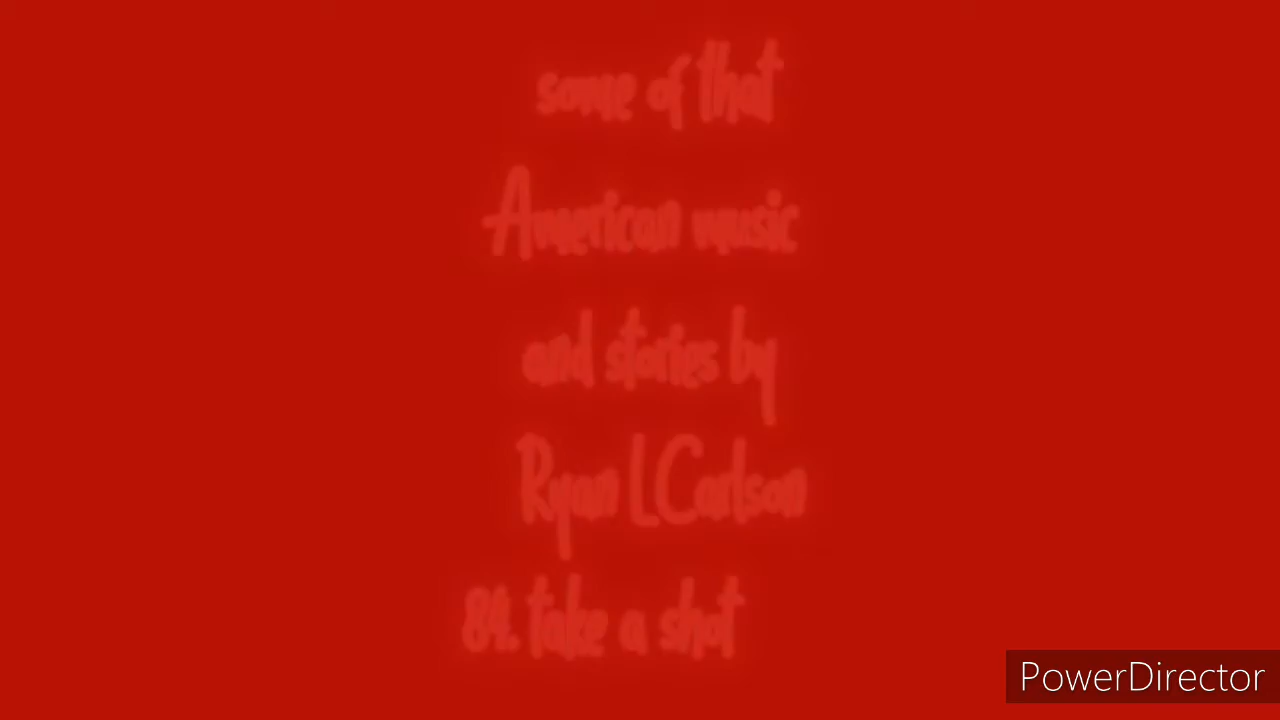 some of that
American music
and stories by
Ryan L Carlson
84. take a shot
PowerDirector